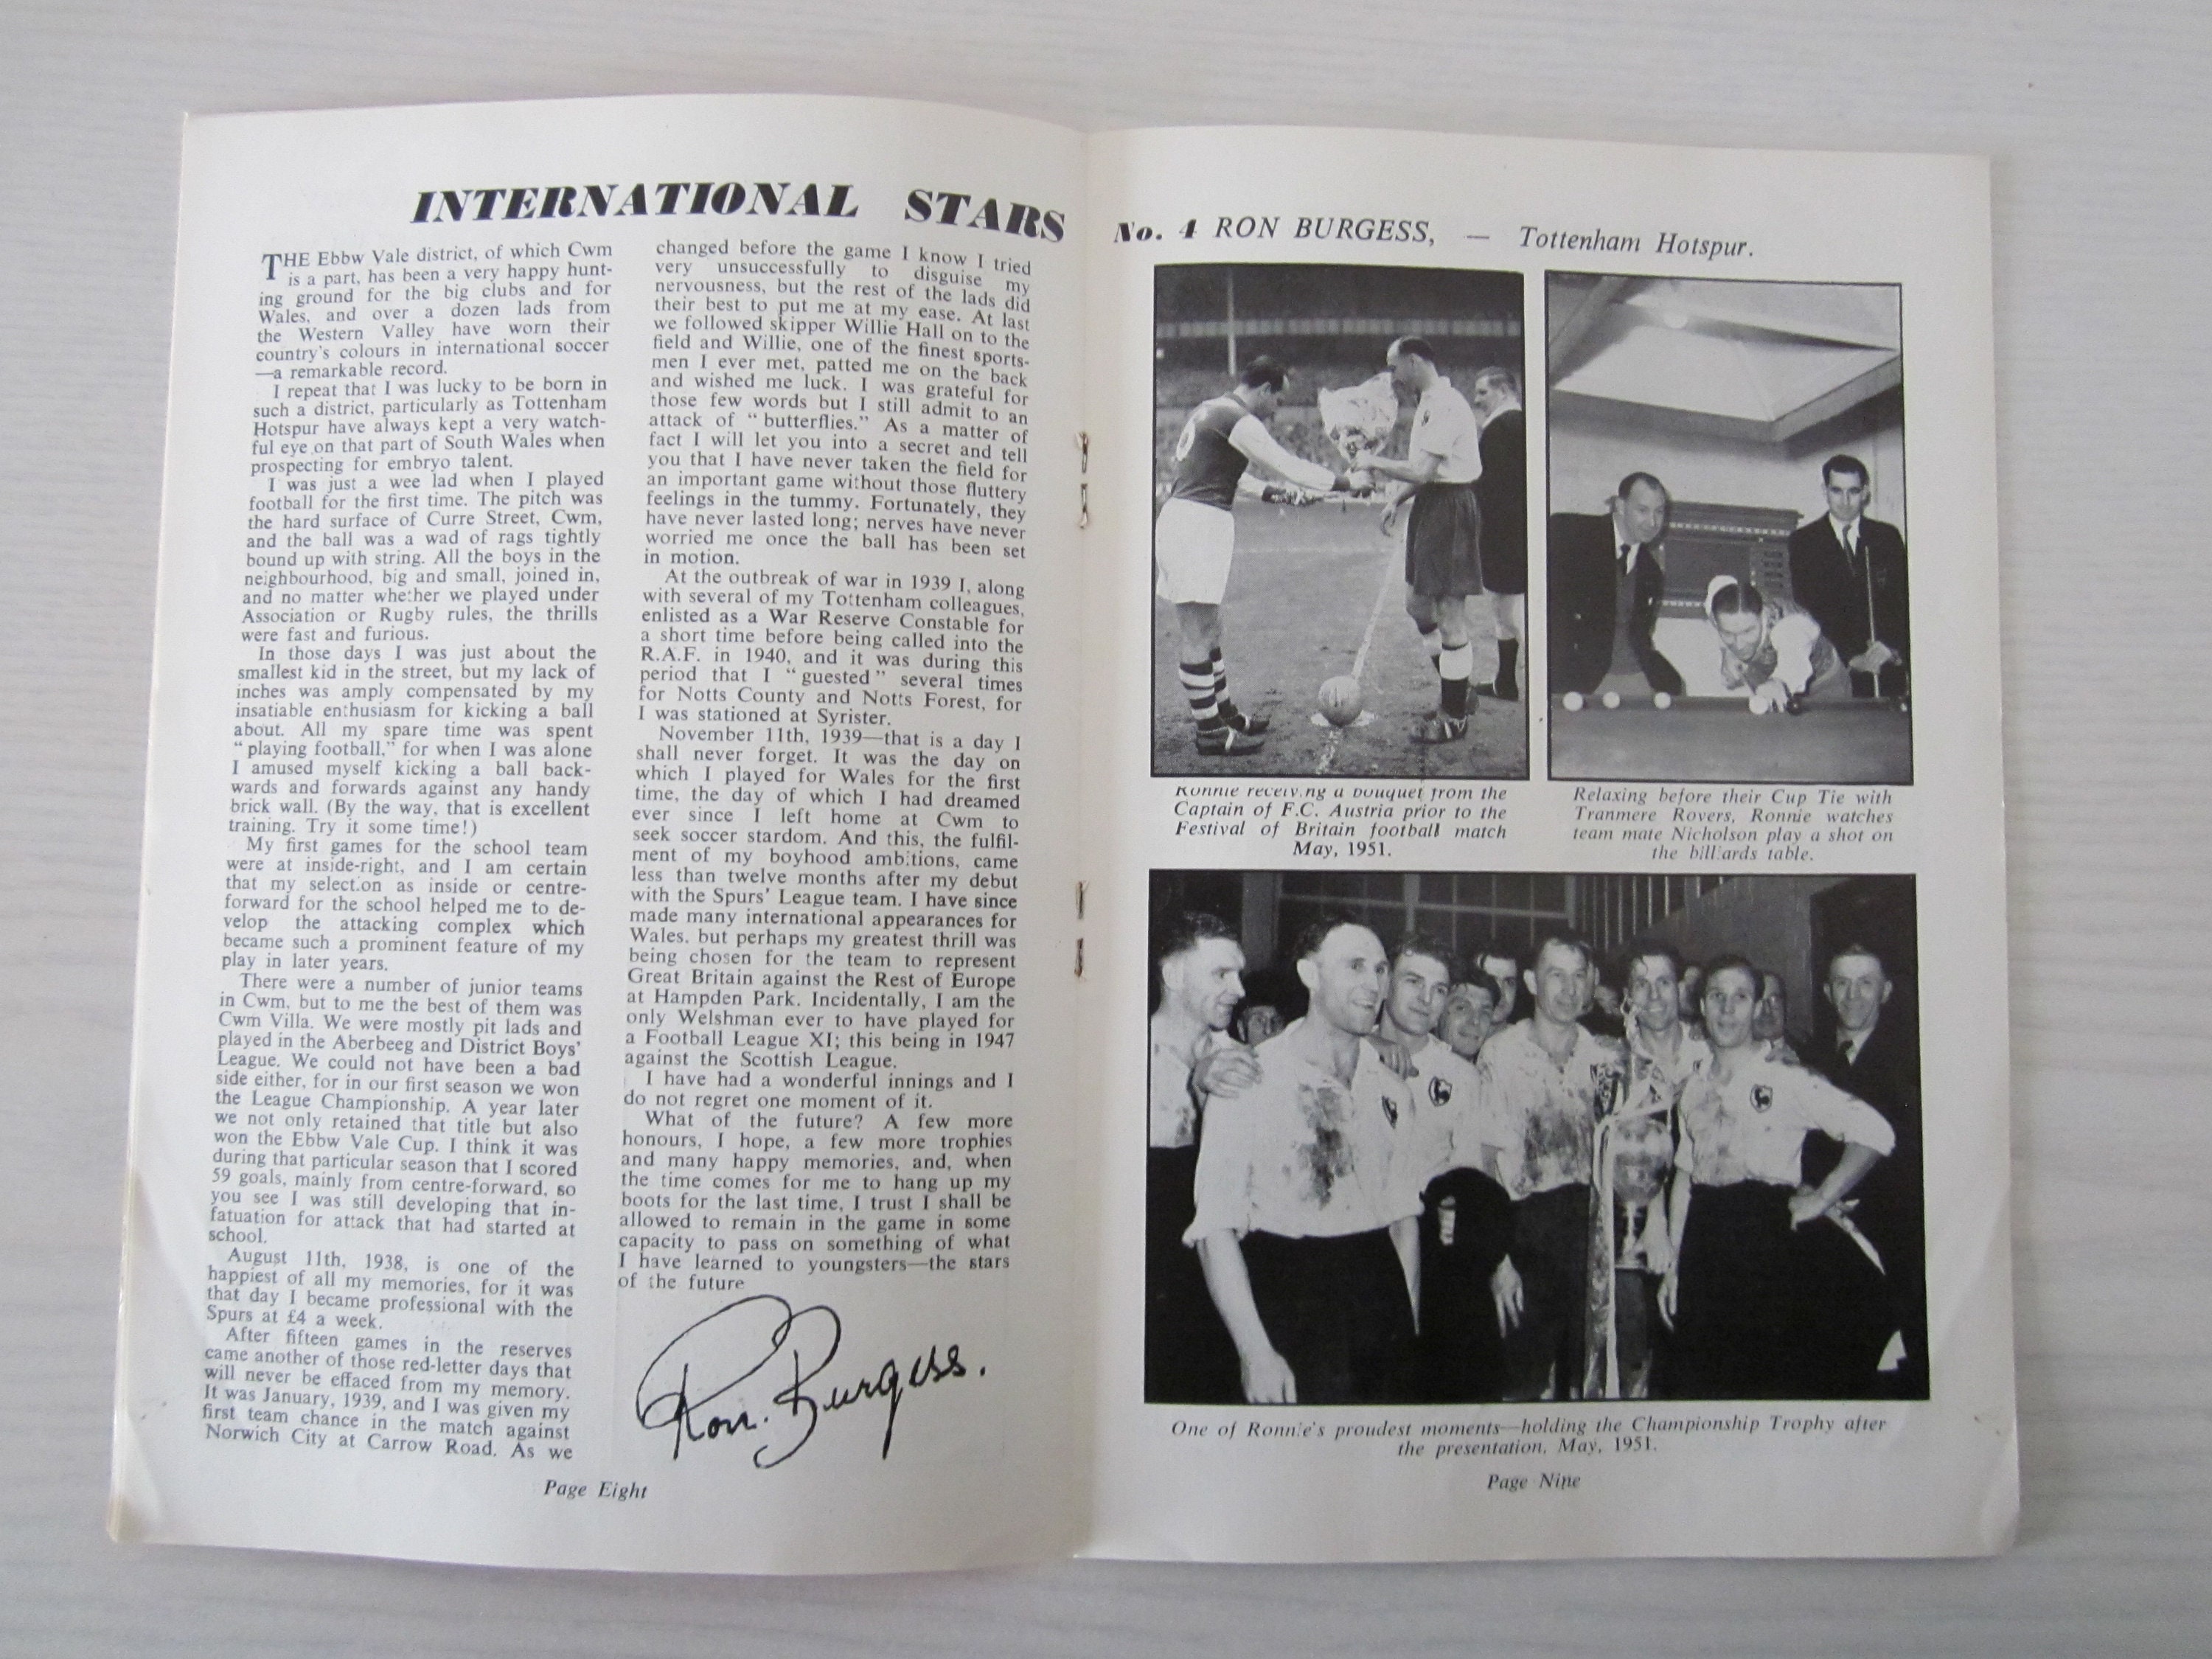 INTERNATIONAL STARS
THE Ebbw Vale district, of which Cwm
is a part, has been a very happy hunt-
ing ground for the big clubs and for
Wales, and over a dozen lads from
the Western Valley have worn their
country's colours in international soccer
—a remarkable record.
I repeat that I was lucky to be born in
such a district, particularly as Tottenham
Hotspur have always kept a very watch-
ful eye on that part of South Wales when
prospecting for embryo talent.
I was just a wee lad when I played
football for the first time. The pitch was
the hard surface of Curre Street, Cwm,
and the ball was a wad of rags tightly
bound up with string. All the boys in the
neighbourhood, big and small, joined in,
and no matter whether we played under
Association or Rugby rules, the thrills
were fast and furious.
In those days I was just about the
smallest kid in the street, but my lack of
inches was amply compensated by my
insatiable enthusiasm for kicking a ball
about. All my spare time was spent
"playing football," for when I was alone
I amused myself kicking a ball back-
wards and forwards against any handy
brick wall. (By the way, that is excellent
training. Try it some time!)
My first games for the school team
were at inside-right, and I am certain
that my selection as inside or centre-
forward for the school helped me to de-
velop the attacking complex which
became such a prominent feature of my
play in later years.
There were a number of junior teams
in Cwm, but to me the best of them was
Cwm Villa. We were mostly pit lads and
played in the Aberbeeg and District Boys'
League. We could not have been a bad
side either, for in our first season we won
the League Championship. A year later
we not only retained that title but also
won the Ebbw Vale Cup. I think it was
during that particular season that I scored
59 goals, mainly from centre-forward, so
you see I was still developing that in-
fatuation for attack that had started at
school.
August 11th, 1938, is one of the
happiest of all my memories, for it was
that day I became professional with the
Spurs at £4 a week.
After fifteen games in the reserves
came another of those red-letter days that
will never be effaced from my memory.
It was January, 1939, and I was given my
first team chance in the match against
Norwich City at Carrow Road. As we
changed before the game I know I tried
very unsuccessfully to disguise my
nervousness, but the rest of the lads did
their best to put me at my ease. At last
we followed skipper Willie Hall on to the
field and Willie, one of the finest sports-
men I ever met, patted me on the back
and wished me luck. I was grateful for
those few words but I still admit to an
attack of "butterflies." As a matter of
fact I will let you into a secret and tell
you that I have never taken the field for
an important game without those fluttery
feelings in the tummy. Fortunately, they
have never lasted long; nerves have never
worried me once the ball has been set
in motion.
At the outbreak of war in 1939 I, along
with several of my Tottenham colleagues,
enlisted as a War Reserve Constable for
a short time before being called into the
R.A.F. in 1940, and it was during this
period that I "guested" several times
for Notts County and Notts Forest, for
I was stationed at Syrister.
November 11th, 1939—that is a day I
shall never forget. It was the day on
which I played for Wales for the first
time, the day of which I had dreamed
ever since I left home at Cwm to
seek soccer stardom. And this, the fulfil-
ment of my boyhood ambitions, came
less than twelve months after my debut
with the Spurs' League team. I have since
made many international appearances for
Wales, but perhaps my greatest thrill was
being chosen for the team to represent
Great Britain against the Rest of Europe
at Hampden Park. Incidentally, I am the
only Welshman ever to have played for
a Football League XI; this being in 1947
against the Scottish League.
I have had a wonderful innings and I
do not regret one moment of it.
What of the future? A few more
honours, I hope, a few more trophies
and many happy memories, and, when
the time comes for me to hang up my
boots for the last time, I trust I shall be
allowed to remain in the game in some
capacity to pass on something of what
I have learned to youngsters—the stars
of the future
Ron. Burgess.
Page Eight
No. 4 RON BURGESS, — Tottenham Hotspur.
Ronnie receiving a bouquet from the
Captain of F.C. Austria prior to the
Festival of Britain football match
May, 1951.
Relaxing before their Cup Tie with
Tranmere Rovers, Ronnie watches
team mate Nicholson play a shot on
the billiards table.
One of Ronnie's proudest moments—holding the Championship Trophy after
the presentation, May, 1951.
Page Nine